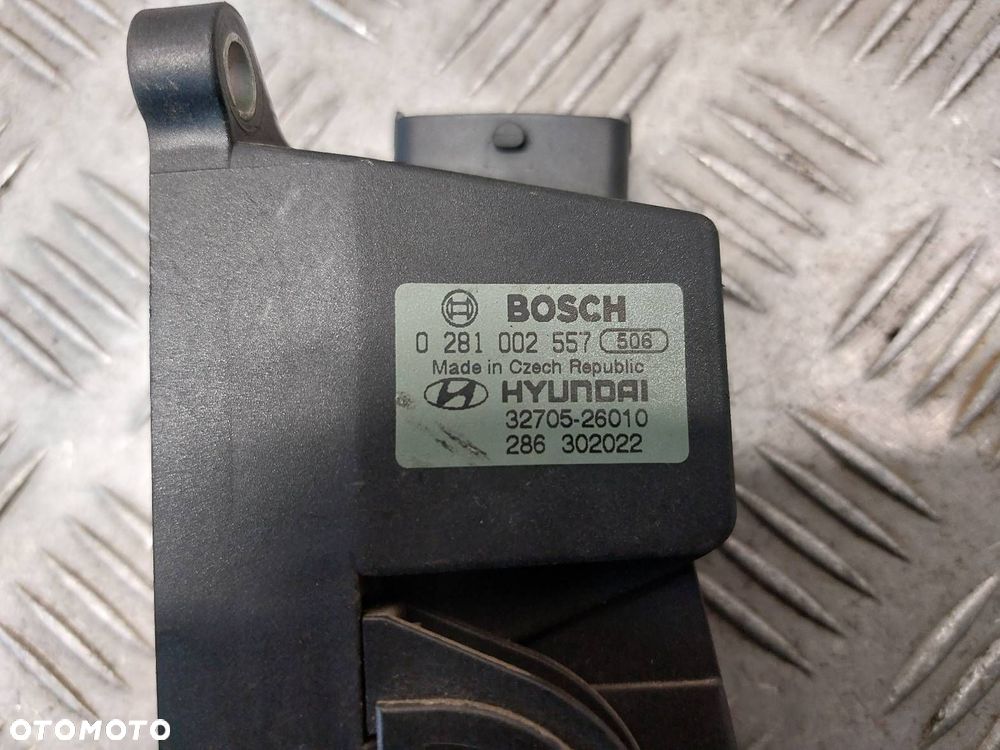 BOSCH
0 281 002 557 506
Made in Czech Republic
HYUNDAI
32705-26010
286 302022
OTOMOTO